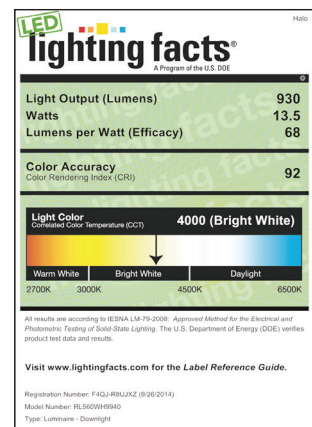 Halo
LED
lighting facts®
A Program of the U.S. DOE
Light Output (Lumens) 930
Watts 13.5
Lumens per Watt (Efficacy) 68
Color Accuracy
Color Rendering Index (CRI) 92
Light Color
Correlated Color Temperature (CCT) 4000 (Bright White)
Warm White Bright White Daylight
2700K 3000K 4500K 6500K
All results are according to IESNA LM-79-2008: Approved Method for the Electrical and
Photometric Testing of Solid-State Lighting. The U.S. Department of Energy (DOE) verifies
product test data and results.
Visit www.lightingfacts.com for the Label Reference Guide.
Registration Number: F4QJ-R8UJXZ (9/26/2014)
Model Number: RL560WH9940
Type: Luminaire - Downlight